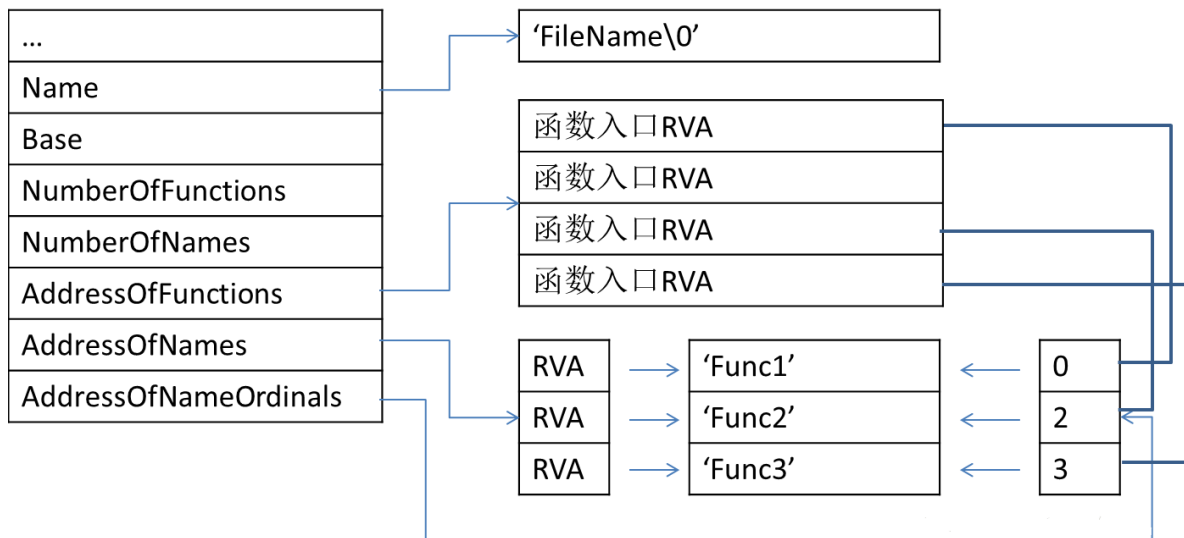 ...
Name
Base
NumberOfFunctions
NumberOfNames
AddressOfFunctions
AddressOfNames
AddressOfNameOrdinals
‘FileName\0’
函数入口RVA
函数入口RVA
函数入口RVA
函数入口RVA
RVA ‘Func1’ 0
RVA ‘Func2’ 2
RVA ‘Func3’ 3